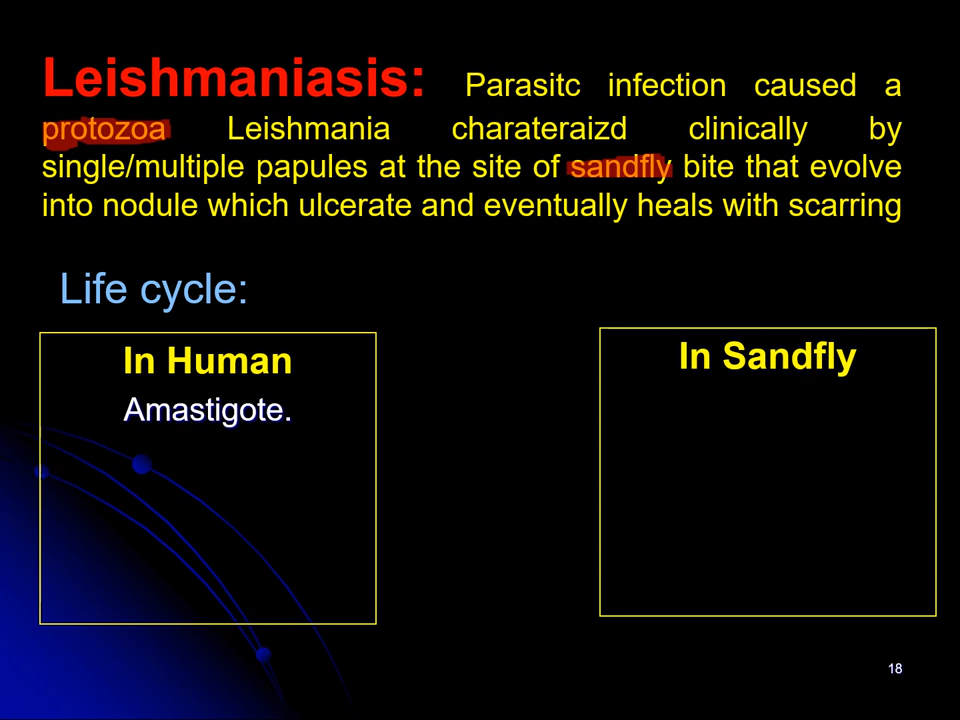 Leishmaniasis: Parasitc infection caused a
protozoa Leishmania charateraizd clinically by
single/multiple papules at the site of sandfly bite that evolve
into nodule which ulcerate and eventually heals with scarring
Life cycle:
In Human
Amastigote.
In Sandfly
18